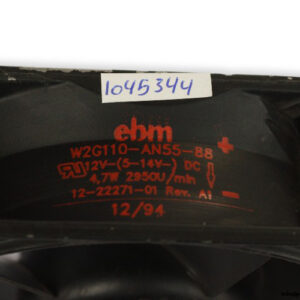 1045344
ebm
W2G110-AN55-88 +
12V⎓(5-14V⎓) DC
4,7W 2950U/min
12-22271-01 Rev. A1 -
12/94